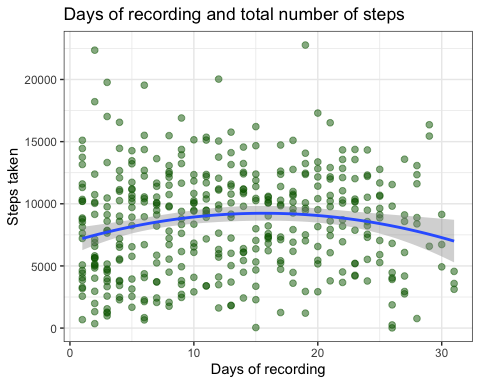 Days of recording and total number of steps
Steps taken
20000
15000
10000
5000
0
0 10 20 30
Days of recording